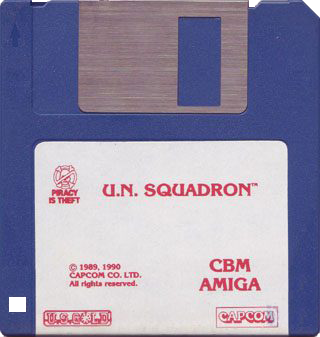 PIRACY
IS THEFT
U.N. SQUADRON™
© 1989, 1990
CAPCOM CO. LTD.
All rights reserved.
CBM
AMIGA
U.S. GOLD
CAPCOM